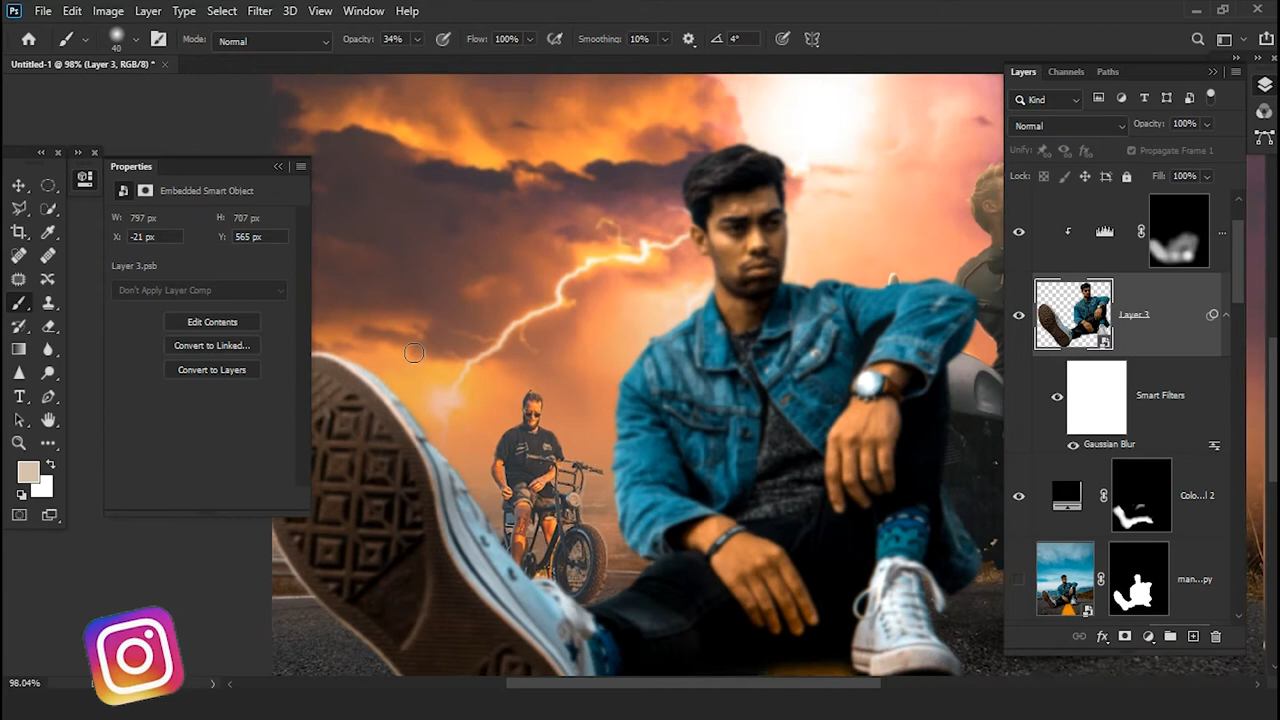 Ps File Edit Image Layer Type Select Filter 3D View Window Help
40 Mode: Normal Opacity: 34% Flow: 100% Smoothing: 10% 4°
Untitled-1 @ 98% (Layer 3, RGB/8) *
Properties
Embedded Smart Object
W: 797 px H: 707 px
X: -21 px Y: 565 px
Layer 3.psb
Don't Apply Layer Comp
Edit Contents
Convert to Linked...
Convert to Layers
Layers Channels Paths
Kind
Normal Opacity: 100%
Unify: Propagate Frame 1
Lock: Fill: 100%
...
Layer 3
Smart Filters
Gaussian Blur
Colo...l 2
man...py
98.04%